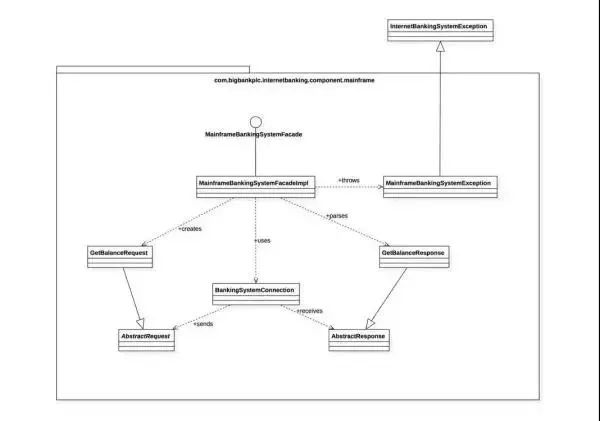 InternetBankingSystemException
com.bigbankplc.internetbanking.component.mainframe
MainframeBankingSystemFacade
MainframeBankingSystemFacadeImpl
+throws
MainframeBankingSystemException
+creates
+uses
+parses
GetBalanceRequest
GetBalanceResponse
BankingSystemConnection
+sends
+receives
AbstractRequest
AbstractResponse